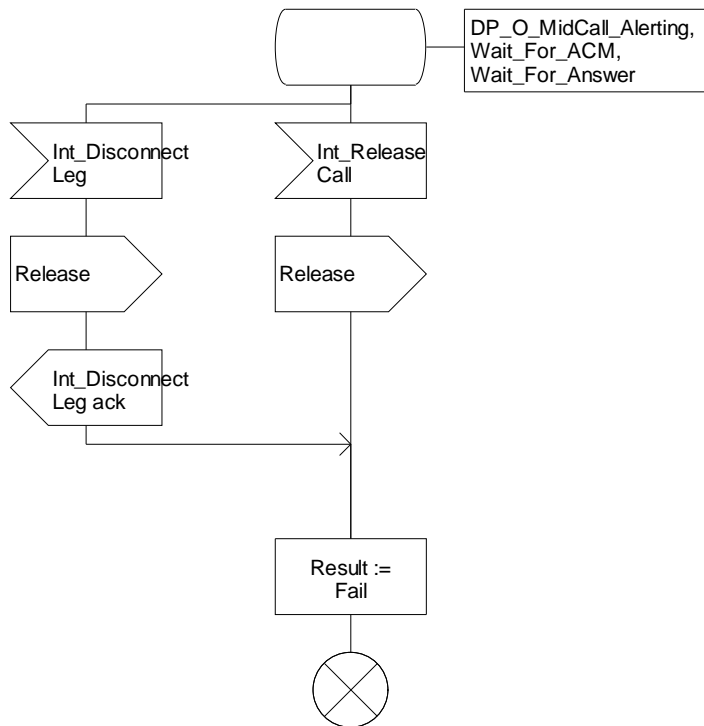 DP_O_MidCall_Alerting,
Wait_For_ACM,
Wait_For_Answer
Int_Disconnect
Leg
Int_Release
Call
Release
Release
Int_Disconnect
Leg ack
Result :=
Fail